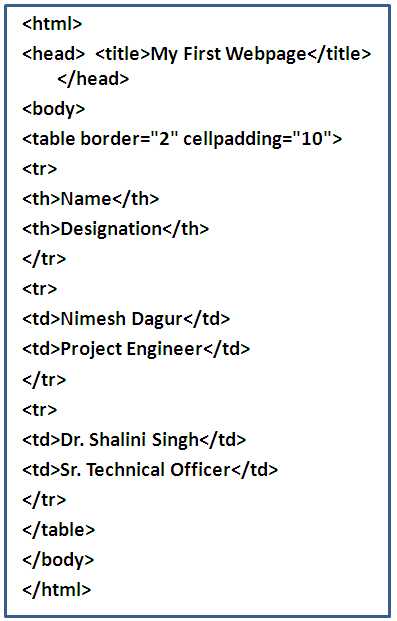 <html>
<head>  <title>My First Webpage</title>
</head>
<body>
<table border="2" cellpadding="10">
<tr>
<th>Name</th>
<th>Designation</th>
</tr>
<tr>
<td>Nimesh Dagur</td>
<td>Project Engineer</td>
</tr>
<tr>
<td>Dr. Shalini Singh</td>
<td>Sr. Technical Officer</td>
</tr>
</table>
</body>
</html>